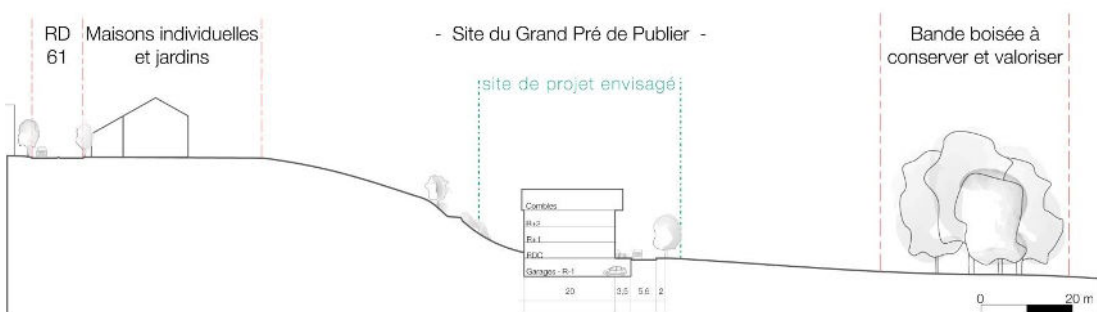 RD
61
Maisons individuelles
et jardins
- Site du Grand Pré de Publier -
Bande boisée à
conserver et valoriser
site de projet envisagé
Combles
R+2
R+1
RDC
Garages - R-1
20
3,5
5,6
2
0
20 m